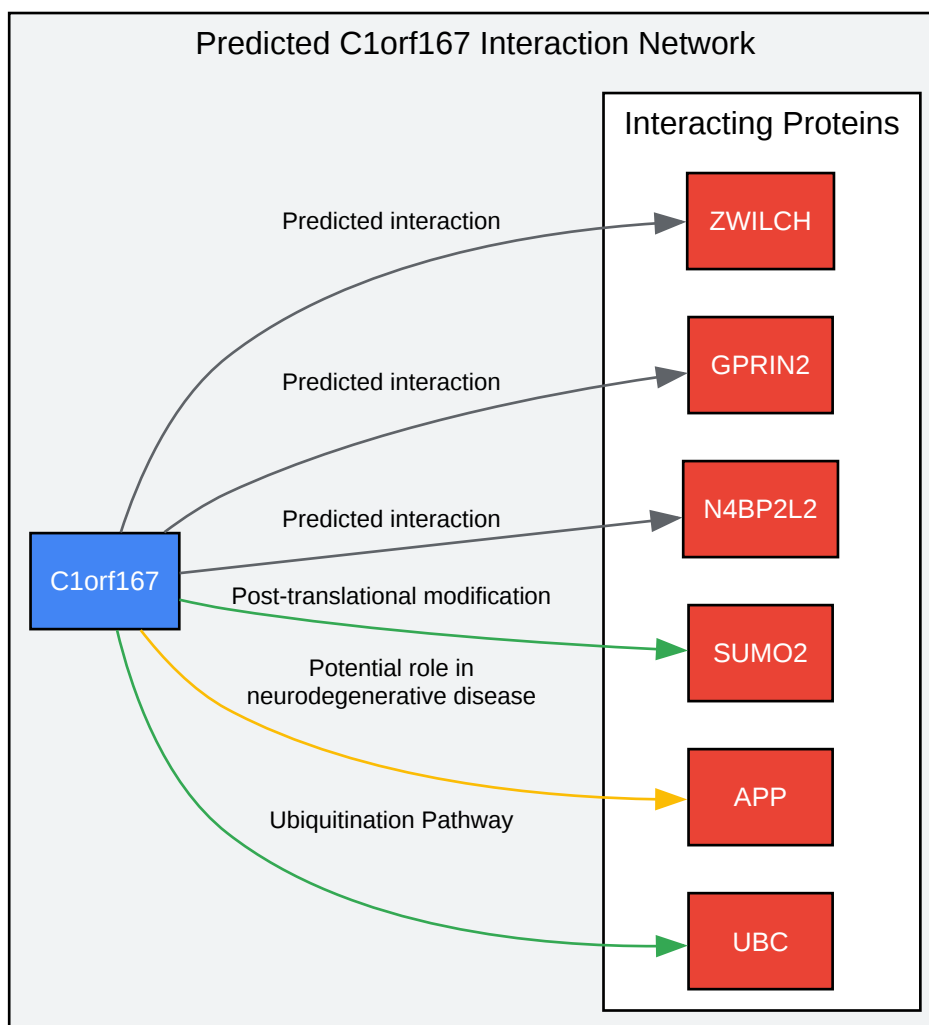 Predicted C1orf167 Interaction Network
Interacting Proteins
Predicted interaction
ZWILCH
Predicted interaction
GPRIN2
Predicted interaction
N4BP2L2
C1orf167
Post-translational modification
SUMO2
Potential role in
neurodegenerative disease
APP
Ubiquitination Pathway
UBC